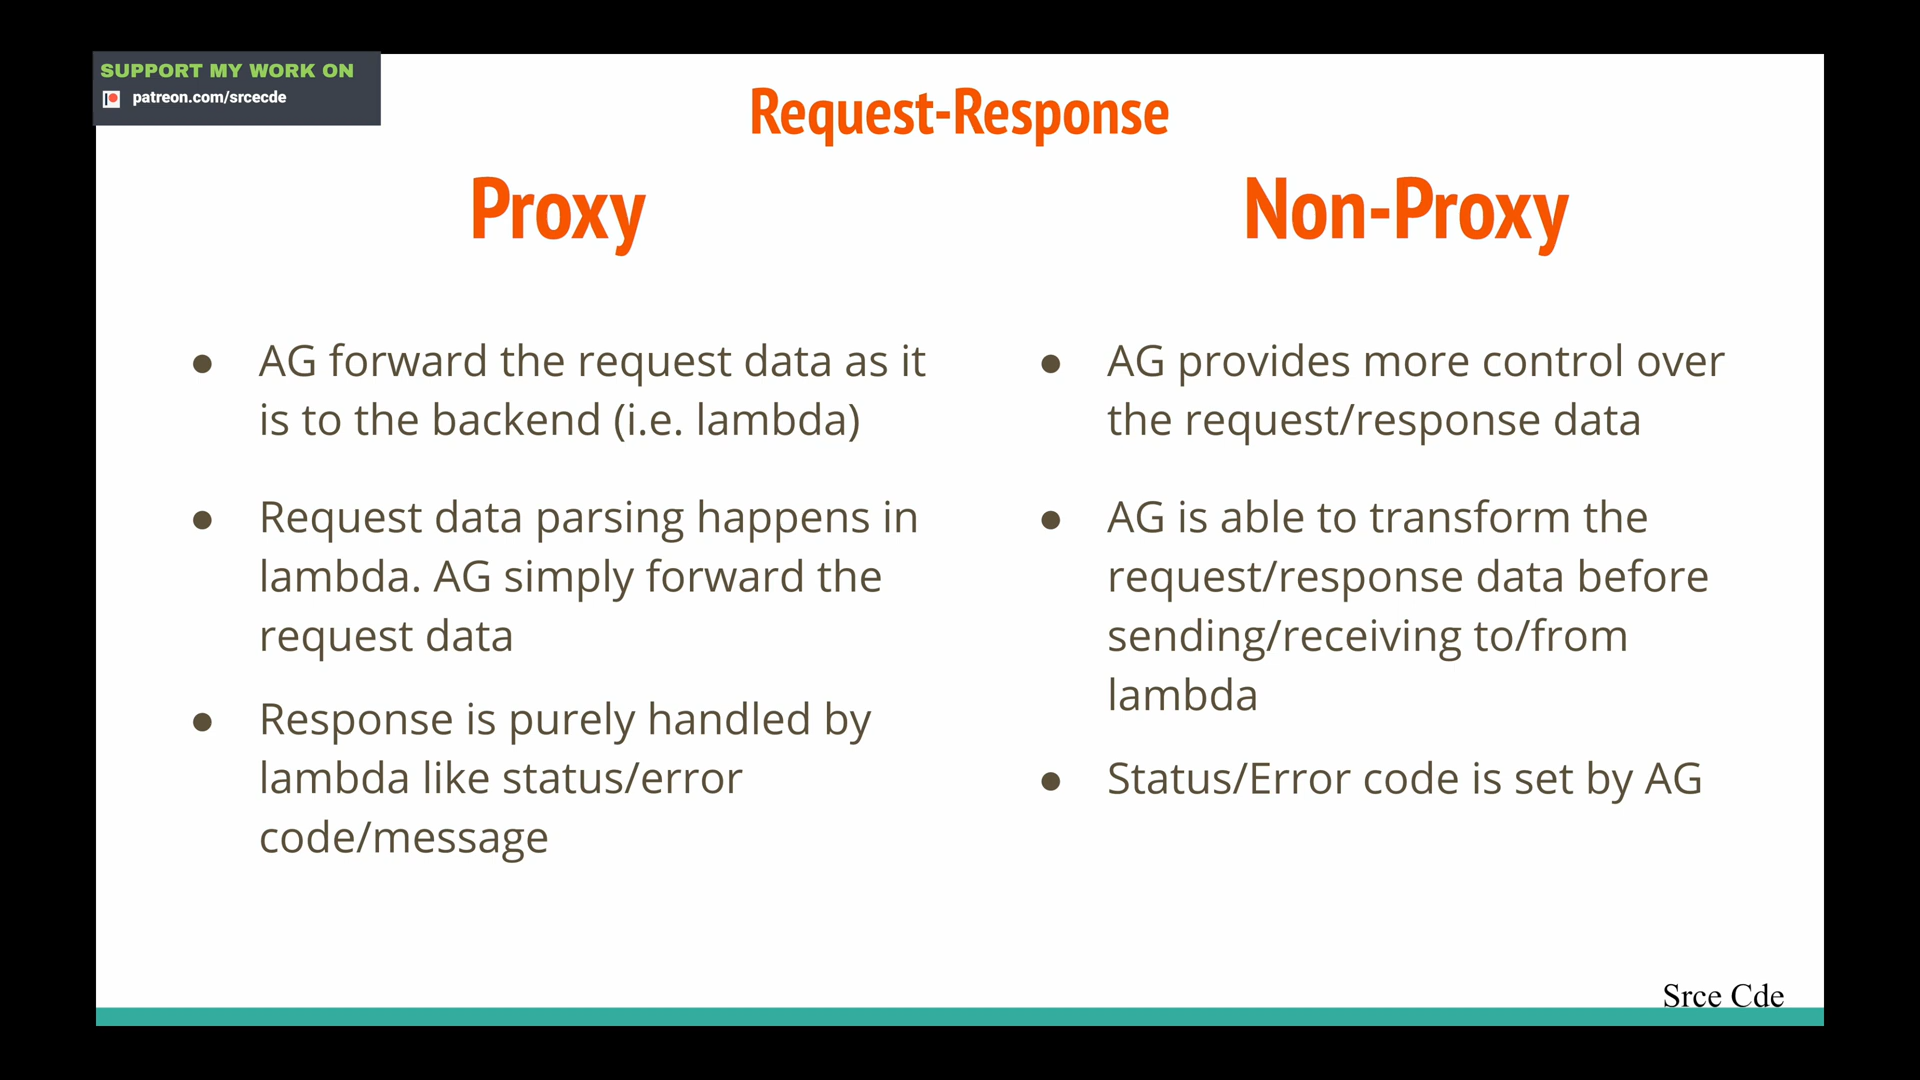 SUPPORT MY WORK ON
patreon.com/srcecde
Request-Response
Proxy
AG forward the request data as it
is to the backend (i.e. lambda)
Request data parsing happens in
lambda. AG simply forward the
request data
Response is purely handled by
lambda like status/error
code/message
Non-Proxy
AG provides more control over
the request/response data
AG is able to transform the
request/response data before
sending/receiving to/from
lambda
Status/Error code is set by AG
Srce Cde